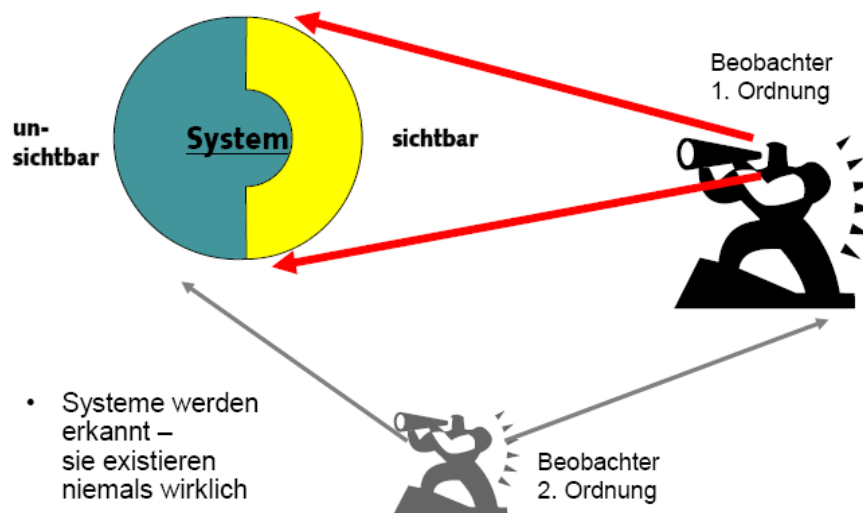 Beobachter
1. Ordnung
un-
sichtbar
System
sichtbar
• Systeme werden
erkannt –
sie existieren
niemals wirklich
Beobachter
2. Ordnung